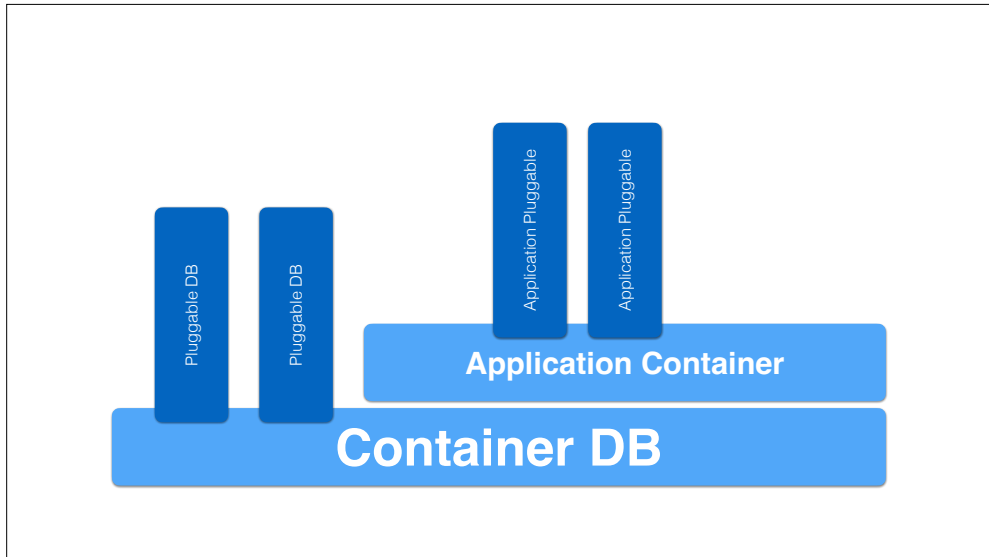 Application Pluggable
Application Pluggable
Pluggable DB
Pluggable DB
Application Container
Container DB